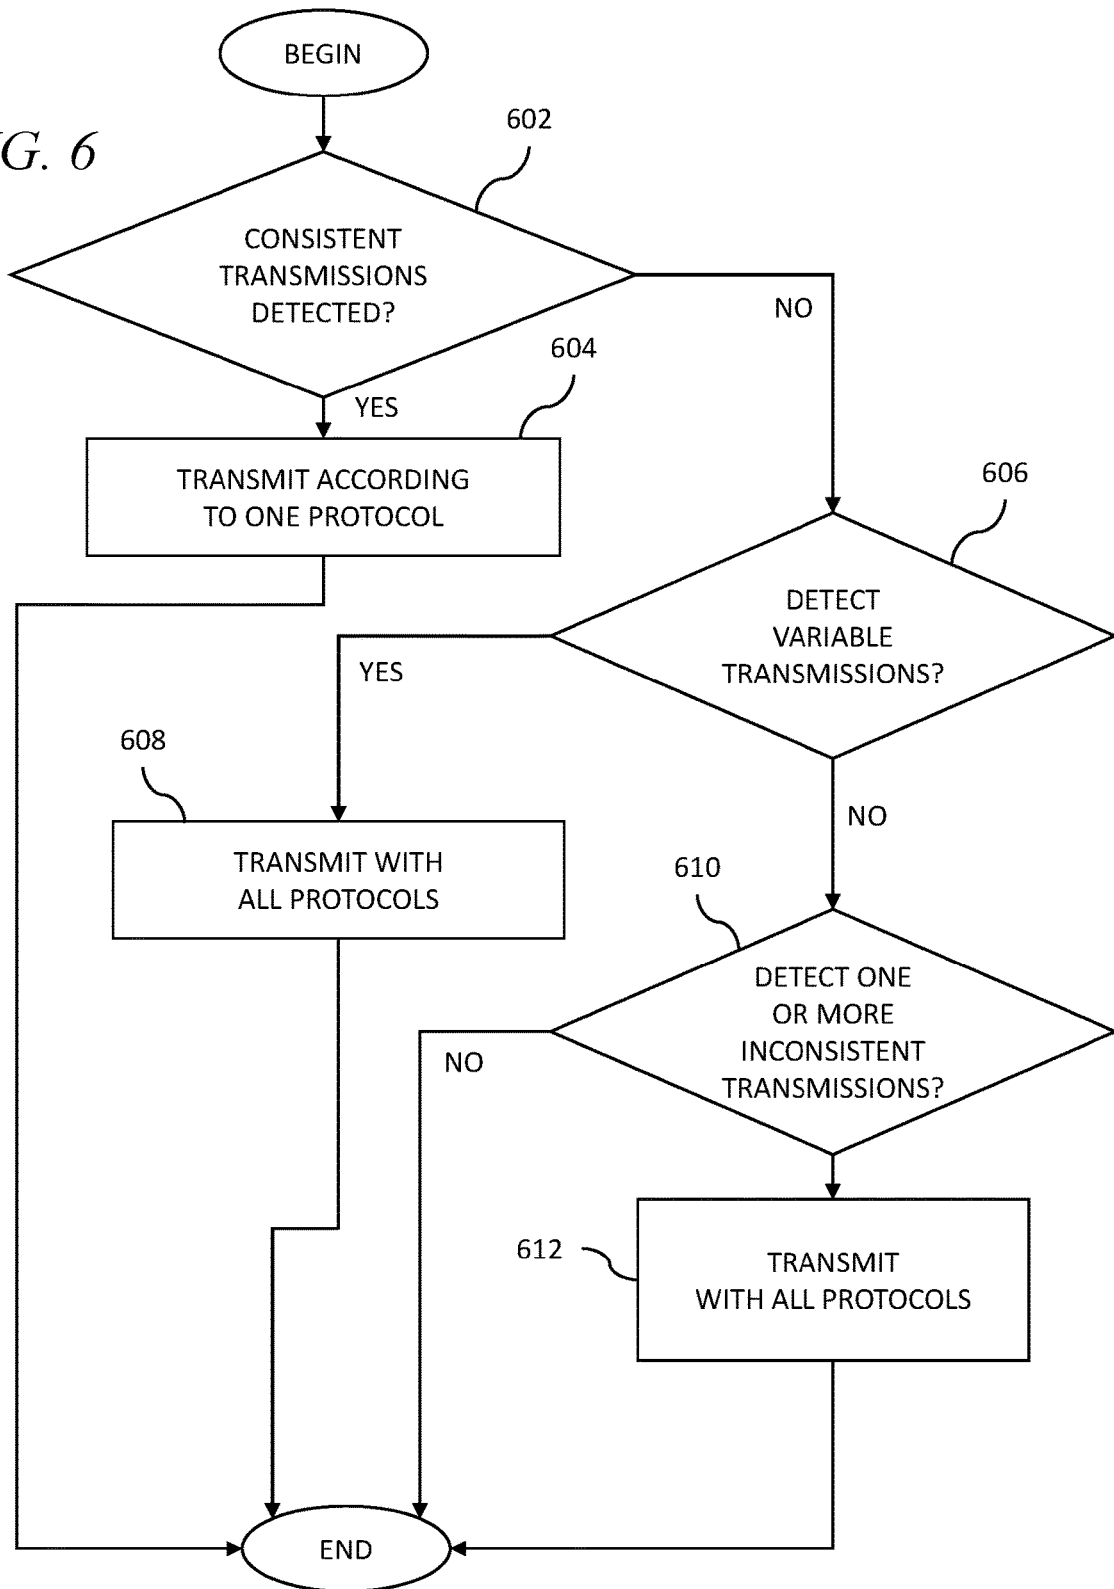 BEGIN
G. 6
602
CONSISTENT
TRANSMISSIONS
DETECTED?
NO
604
YES
TRANSMIT ACCORDING
TO ONE PROTOCOL
606
DETECT
VARIABLE
TRANSMISSIONS?
YES
608
NO
TRANSMIT WITH
ALL PROTOCOLS
610
DETECT ONE
OR MORE
INCONSISTENT
TRANSMISSIONS?
NO
612
TRANSMIT
WITH ALL PROTOCOLS
END